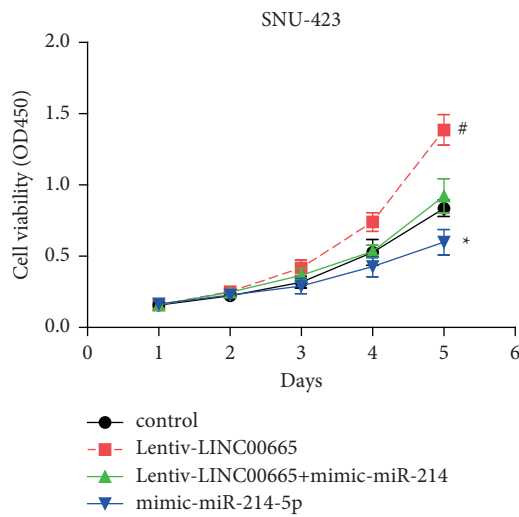 SNU-423
2.0
1.5
1.0
0.5
0.0
Cell viability (OD450)
#
*
0 1 2 3 4 5 6
Days
control
Lentiv-LINC00665
Lentiv-LINC00665+mimic-miR-214
mimic-miR-214-5p